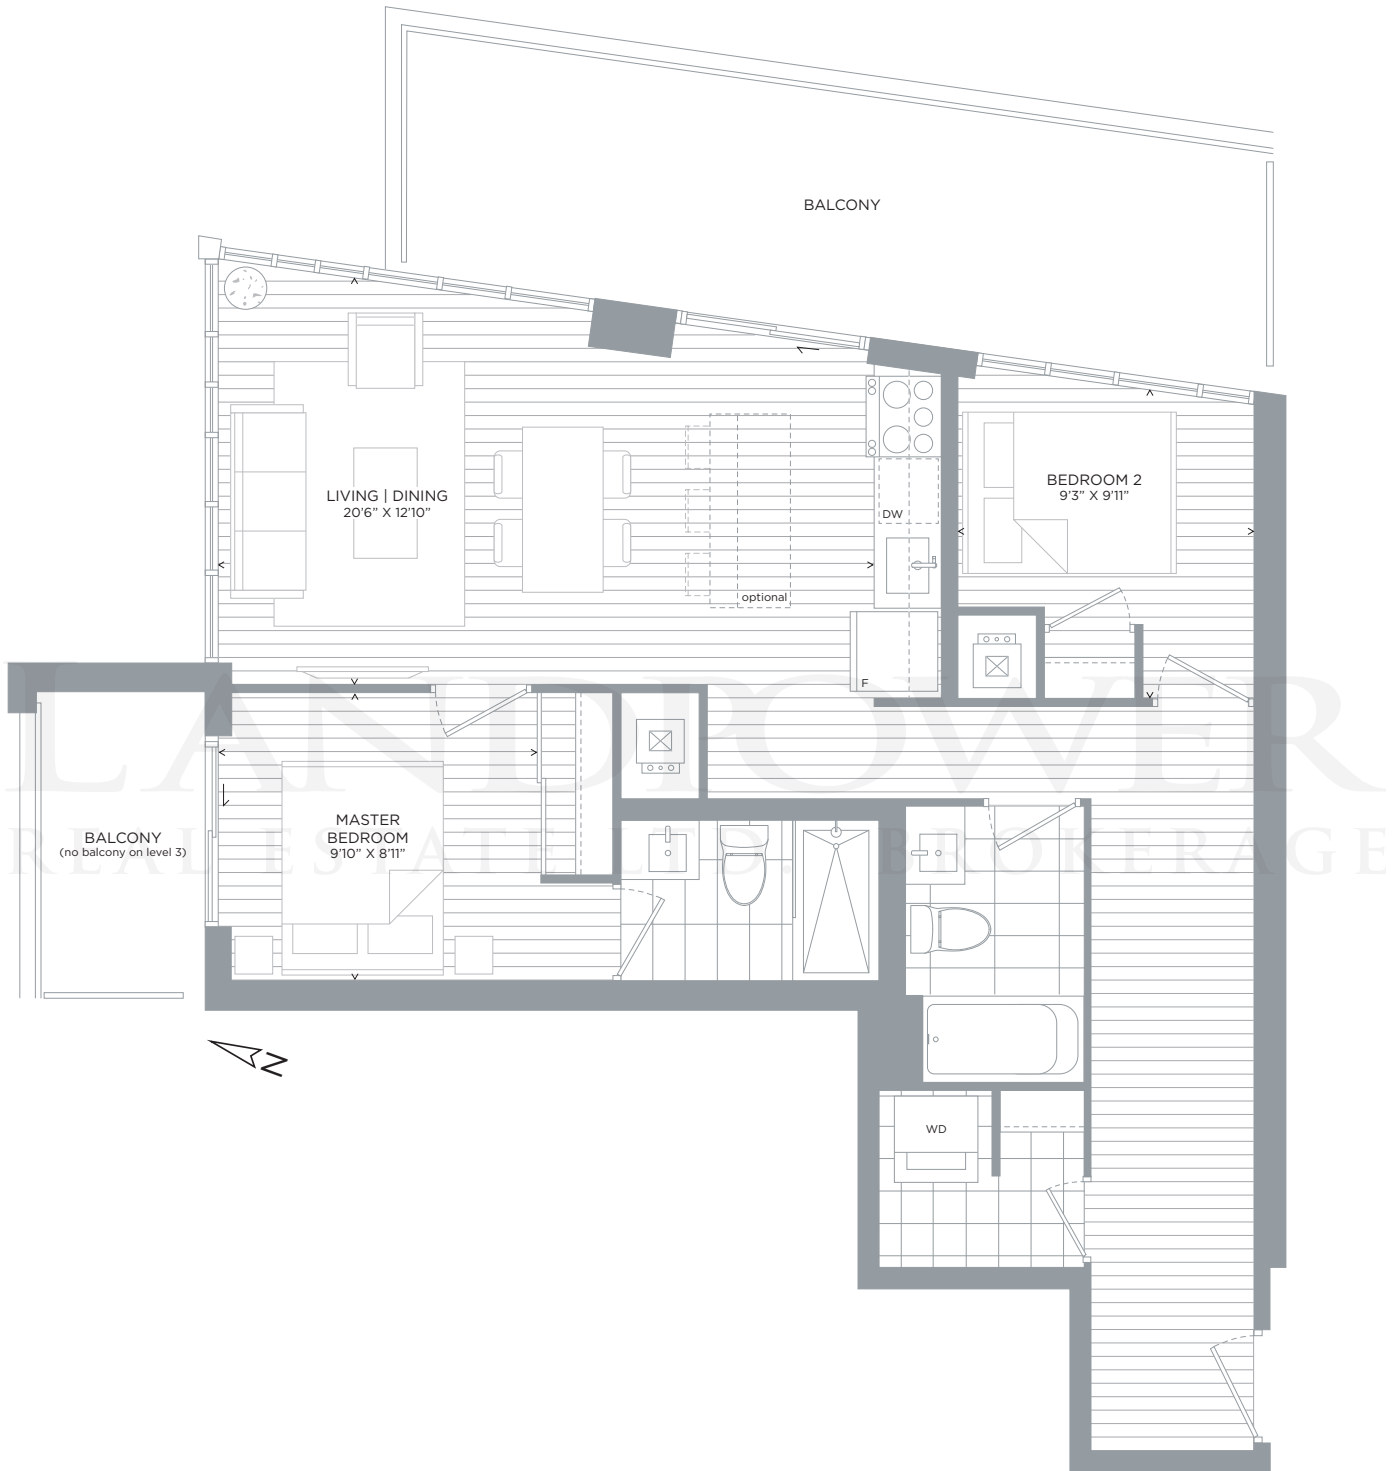 BALCONY
LIVING | DINING
20'6" X 12'10"
BEDROOM 2
9'3" X 9'11"
DW
optional
F
LANDPOWER
REAL ESTATE LTD. BROKERAGE
BALCONY
(no balcony on level 3)
MASTER
BEDROOM
9'10" X 8'11"
N
WD